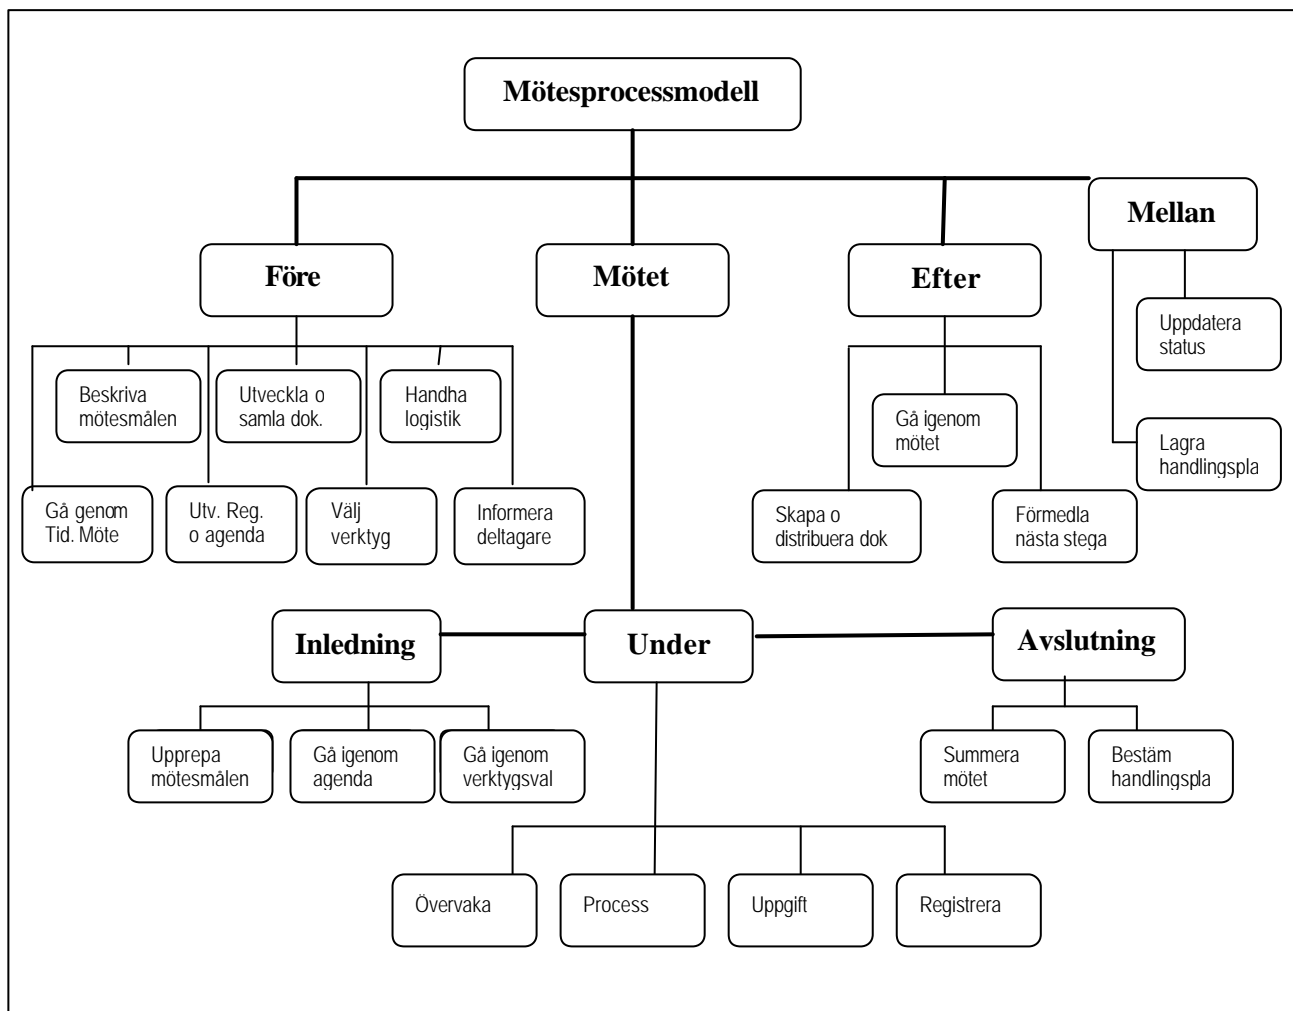 Mötesprocessmodell
Mellan
Före
Mötet
Efter
Uppdatera
status
Beskriva
mötesmålen
Utveckla o
samla dok.
Handha
logistik
Gå igenom
mötet
Lagra
handlingspla
Gå genom
Tid. Möte
Utv. Reg.
o agenda
Välj
verktyg
Informera
deltagare
Skapa o
distribuera dok
Förmedla
nästa stega
Inledning
Under
Avslutning
Upprepa
mötesmålen
Gå igenom
agenda
Gå igenom
verktygsval
Summera
mötet
Bestäm
handlingspla
Övervaka
Process
Uppgift
Registrera